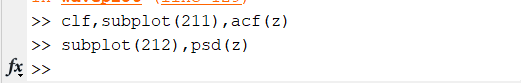 >> clf,subplot(211),acf(z)
>> subplot(212),psd(z)
fx >>